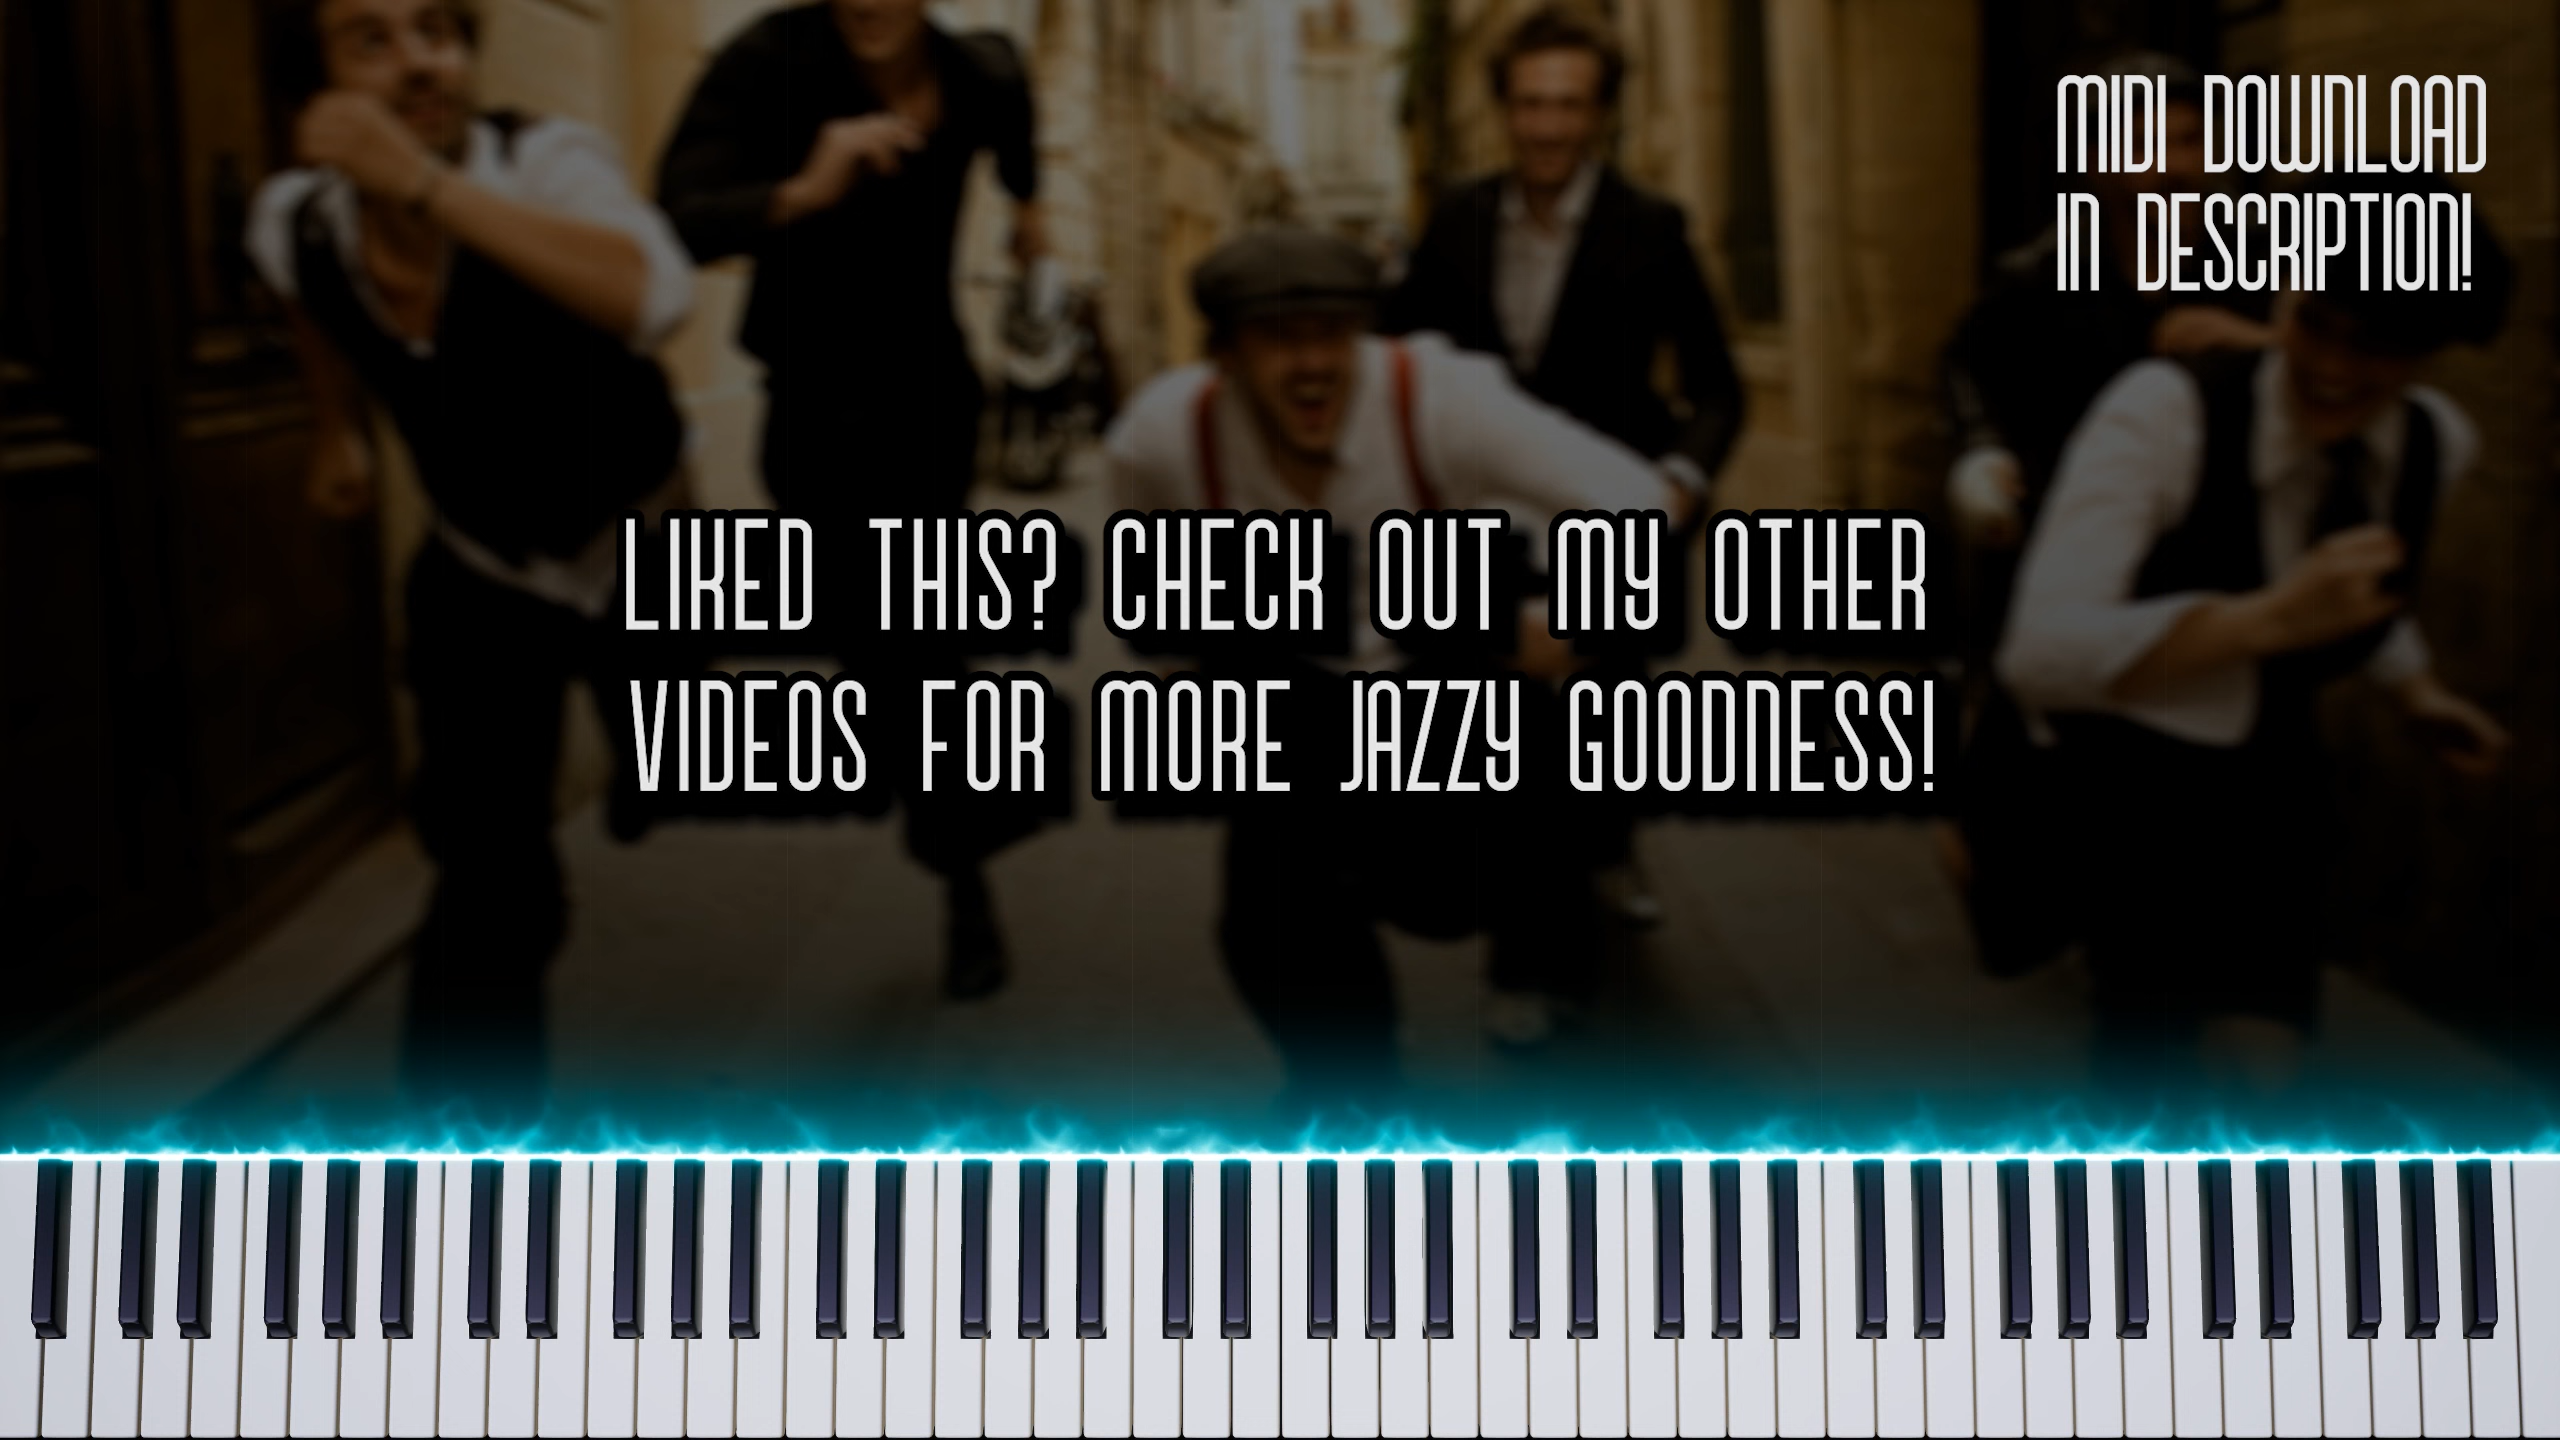 MIDI DOWNLOAD
IN DESCRIPTION!
LIKED THIS? CHECK OUT MY OTHER
VIDEOS FOR MORE JAZZY GOODNESS!